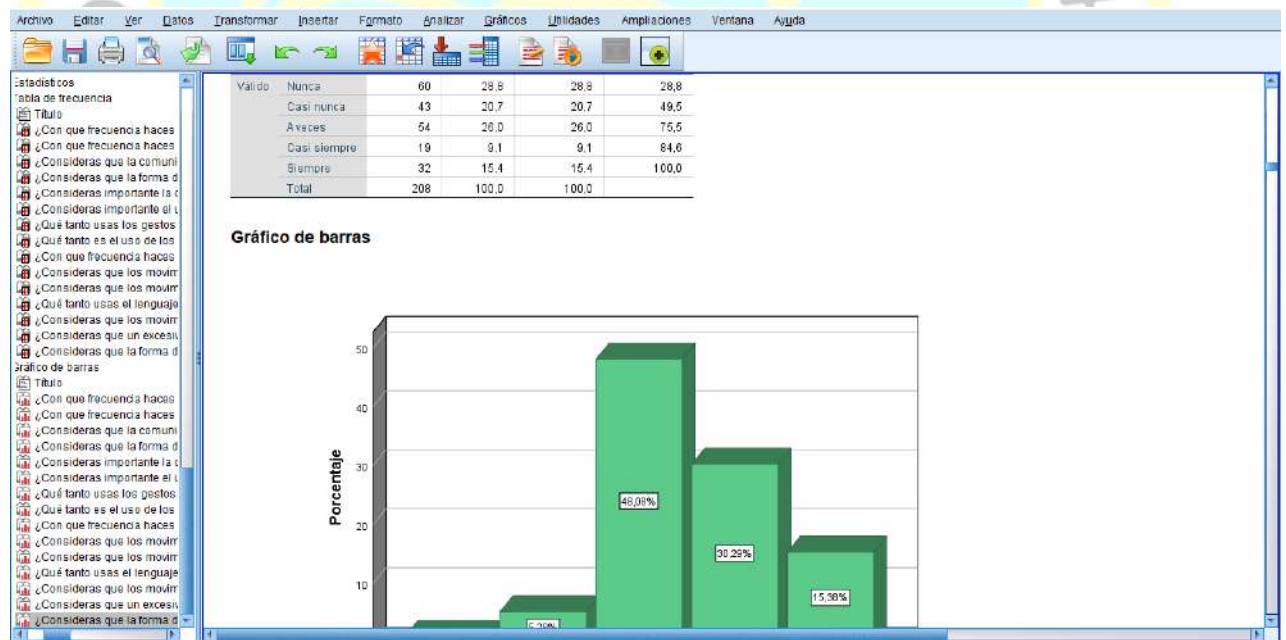 Archivo Editar Ver Datos Transformar Insertar Formato Analizar Gráficos Utilidades Ampliaciones Ventana Ayuda
Estadísticos
Tabla de frecuencia
Título
¿Con que frecuencia haces
¿Con que frecuencia haces
¿Consideras que la comuni
¿Consideras que la forma d
¿Consideras importante la c
¿Consideras importante el u
¿Qué tanto usas los gestos
¿Qué tanto es el uso de los
¿Con que frecuencia haces
¿Consideras que los movim
¿Consideras que los movim
¿Qué tanto usas el lenguaje
¿Consideras que los movim
¿Consideras que un excesiv
¿Consideras que la forma d
Gráfico de barras
Título
¿Con que frecuencia haces
¿Con que frecuencia haces
¿Consideras que la comuni
¿Consideras que la forma d
¿Consideras importante la c
¿Consideras importante el u
¿Qué tanto usas los gestos
¿Qué tanto es el uso de los
¿Con que frecuencia haces
¿Consideras que los movim
¿Consideras que los movim
¿Qué tanto usas el lenguaje
¿Consideras que los movim
¿Consideras que un excesiv
¿Consideras que la forma d
Válido Nunca 60 28,8 28,8 28,8
Casi nunca 43 20,7 20,7 49,5
A veces 54 26,0 26,0 75,5
Casi siempre 19 9,1 9,1 84,6
Siempre 32 15,4 15,4 100,0
Total 208 100,0 100,0
Gráfico de barras
Porcentaje
50
40
30
20
10
48,08%
30,29%
15,38%